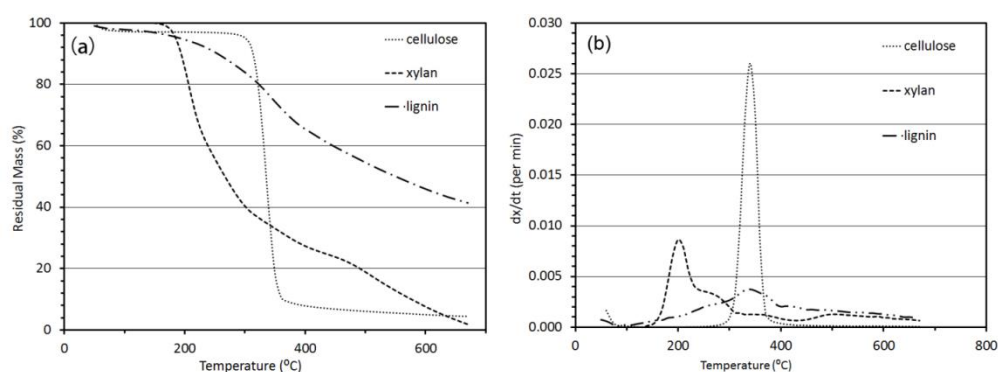 (a)
100
80
60
40
20
0
Residual Mass (%)
cellulose
xylan
lignin
0 200 400 600
Temperature (°C)
(b)
0.030
0.025
0.020
0.015
0.010
0.005
0.000
dx/dt (per min)
cellulose
xylan
lignin
0 200 400 600 800
Temperature (°C)